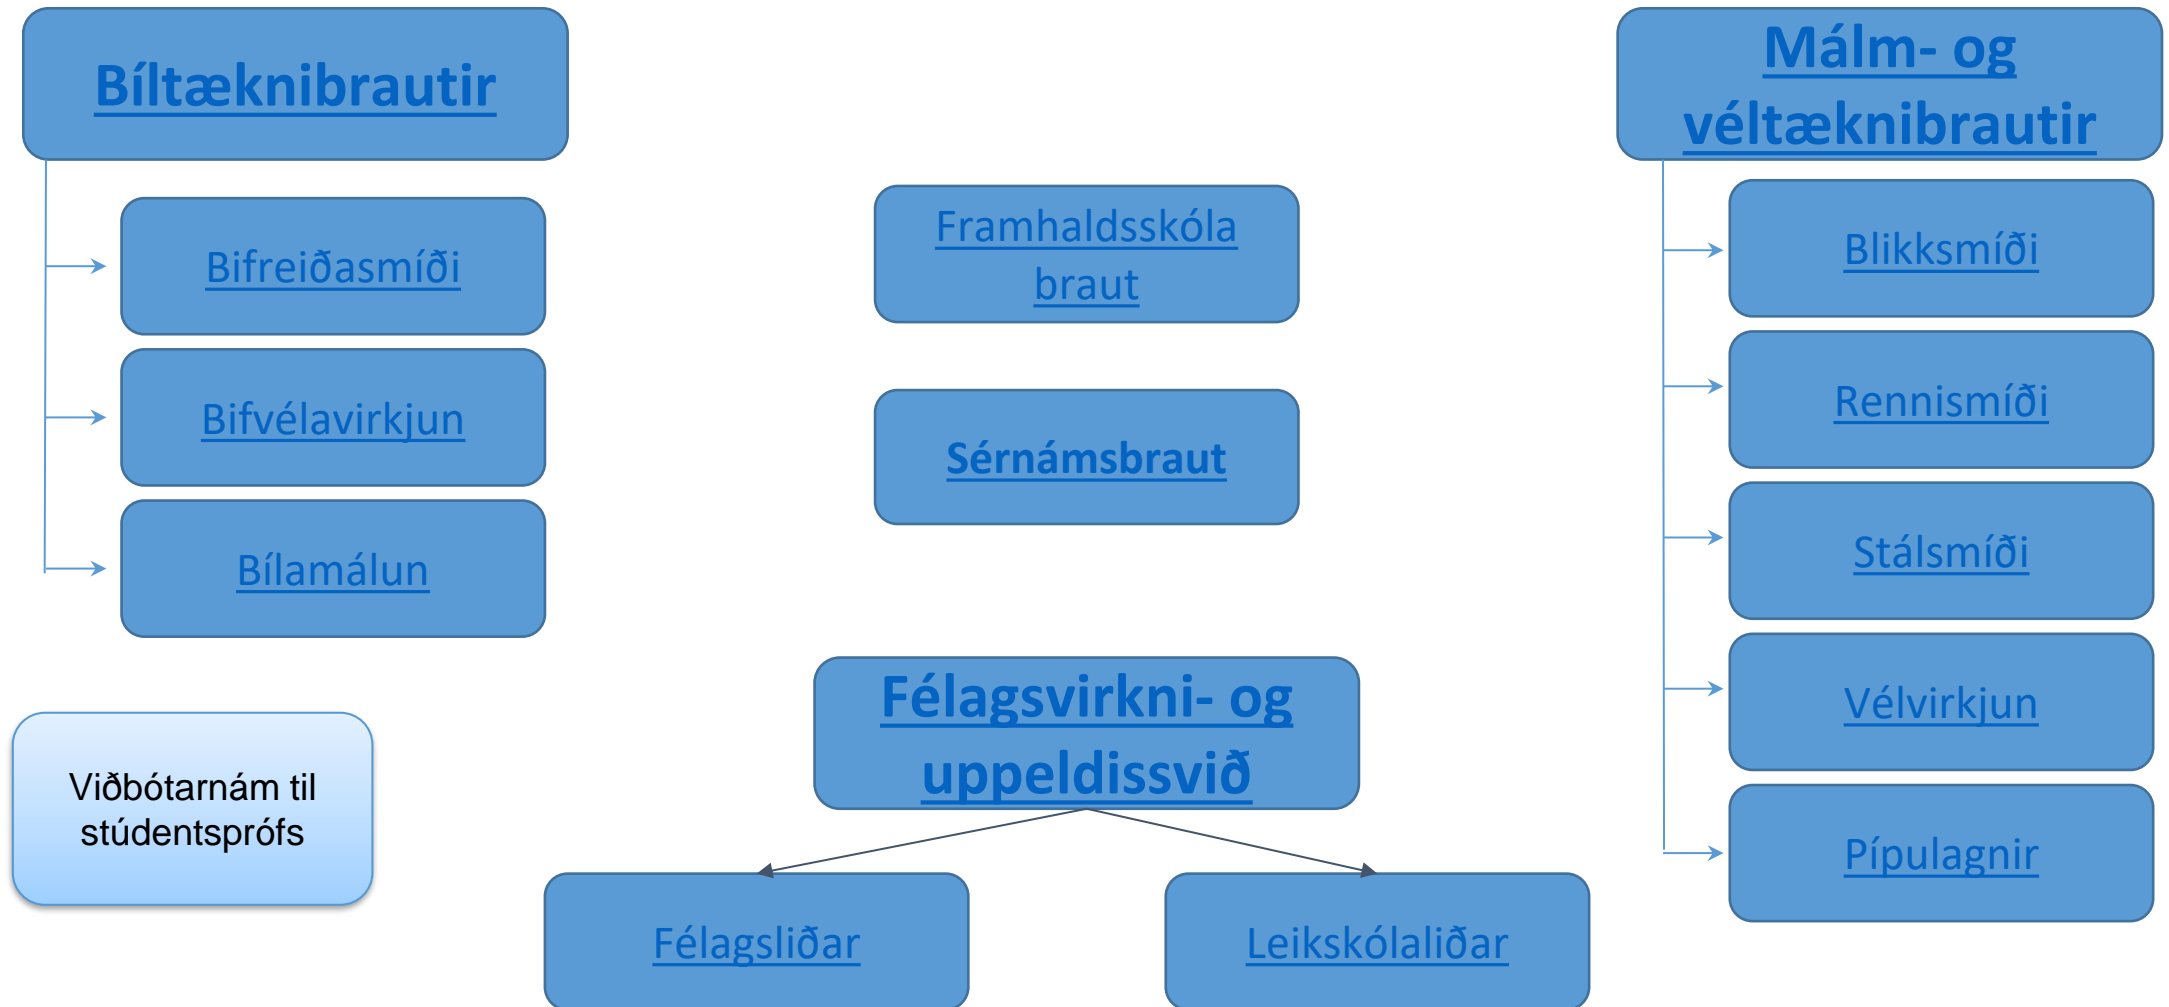 Bíltæknibrautir
Bifreiðasmíði
Bifvélavirkjun
Bílamálun
Viðbótarnám til
stúdentsprófs
Framhaldsskóla
braut
Sérnámsbraut
Félagsvirkni- og
uppeldissvið
Félagsliðar
Leikskólaliðar
Málm- og
véltæknibrautir
Blikksmíði
Rennismíði
Stálsmíði
Vélvirkjun
Pípulagnir